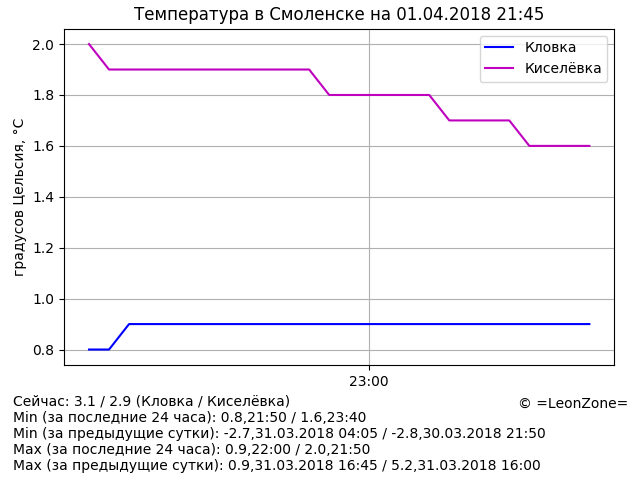 Температура в Смоленске на 01.04.2018 21:45
градусов Цельсия, °C
2.0
1.8
1.6
1.4
1.2
1.0
0.8
Кловка
Киселёвка
23:00
Сейчас: 3.1 / 2.9 (Кловка / Киселёвка)
© =LeonZone=
Min (за последние 24 часа): 0.8,21:50 / 1.6,23:40
Min (за предыдущие сутки): -2.7,31.03.2018 04:05 / -2.8,30.03.2018 21:50
Max (за последние 24 часа): 0.9,22:00 / 2.0,21:50
Max (за предыдущие сутки): 0.9,31.03.2018 16:45 / 5.2,31.03.2018 16:00